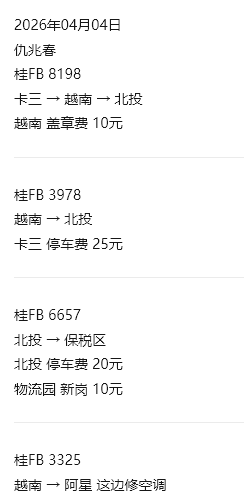 2026年04月04日
仇兆春
桂FB 8198
卡三 → 越南 → 北投
越南 盖章费 10元
桂FB 3978
越南 → 北投
卡三 停车费 25元
桂FB 6657
北投 → 保税区
北投 停车费 20元
物流园 新岗 10元
桂FB 3325
越南 → 阿星 这边修空调